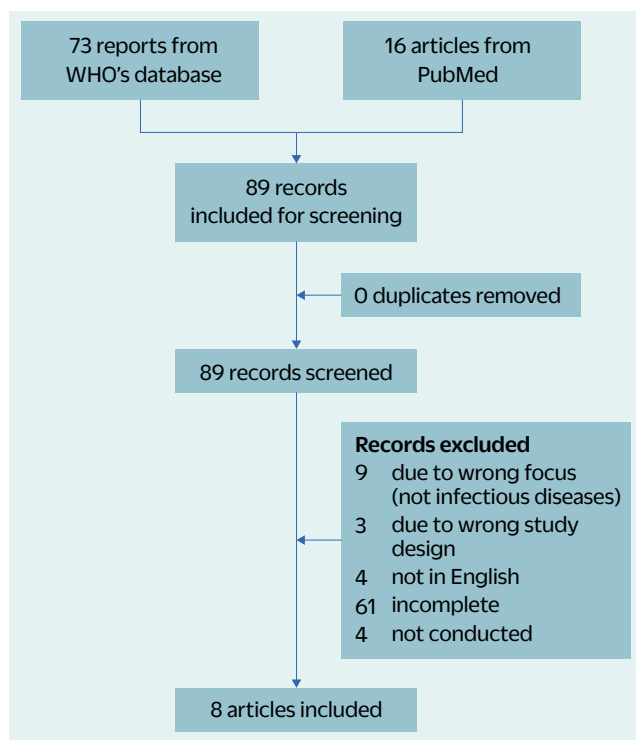 73 reports from
WHO's database
16 articles from
PubMed
89 records
included for screening
0 duplicates removed
89 records screened
Records excluded
9 due to wrong focus
(not infectious diseases)
3 due to wrong study
design
4 not in English
61 incomplete
4 not conducted
8 articles included